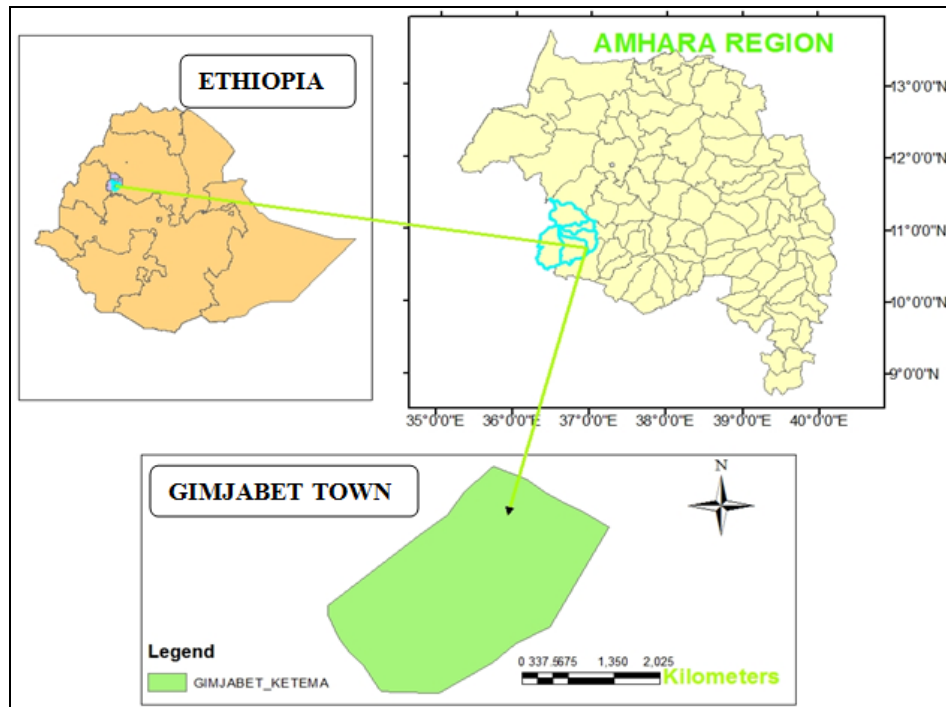 ETHIOPIA
AMHARA REGION
13°0'0"N
12°0'0"N
11°0'0"N
10°0'0"N
9°0'0"N
35°0'0"E 36°0'0"E 37°0'0"E 38°0'0"E 39°0'0"E 40°0'0"E
GIMJABET TOWN
N
Legend
GIMJABET_KETEMA
0 337.5675 1,350 2,025
Kilometers